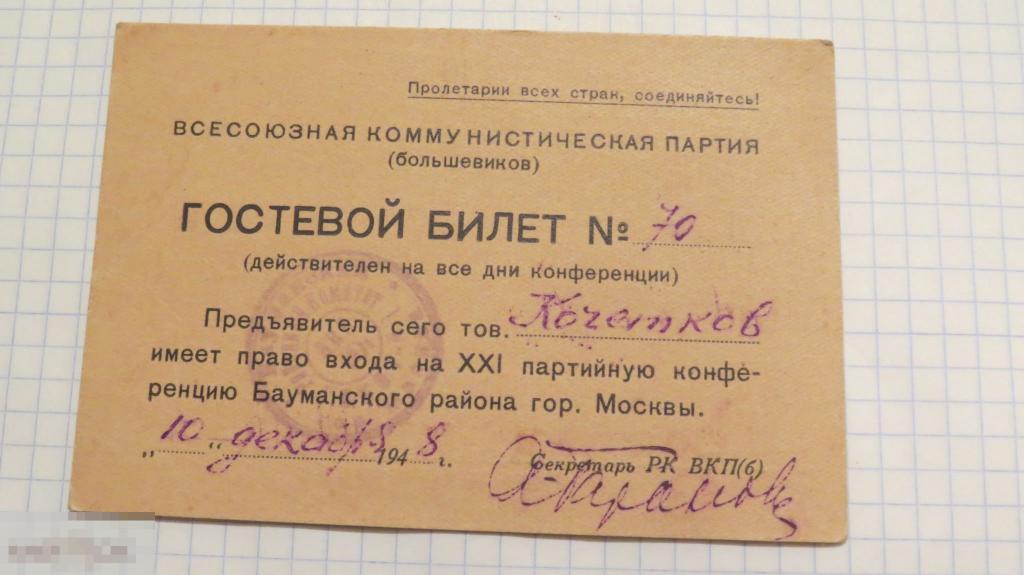 Пролетарии всех стран, соединяйтесь!
ВСЕСОЮЗНАЯ КОММУНИСТИЧЕСКАЯ ПАРТИЯ
(большевиков)
ГОСТЕВОЙ БИЛЕТ № 70
(действителен на все дни конференции)
Предъявитель сего тов. Кочетков
имеет право входа на XXI партийную конфе-
ренцию Бауманского района гор. Москвы.
„10„ декабря 1948 г.
Секретарь РК ВКП(б)